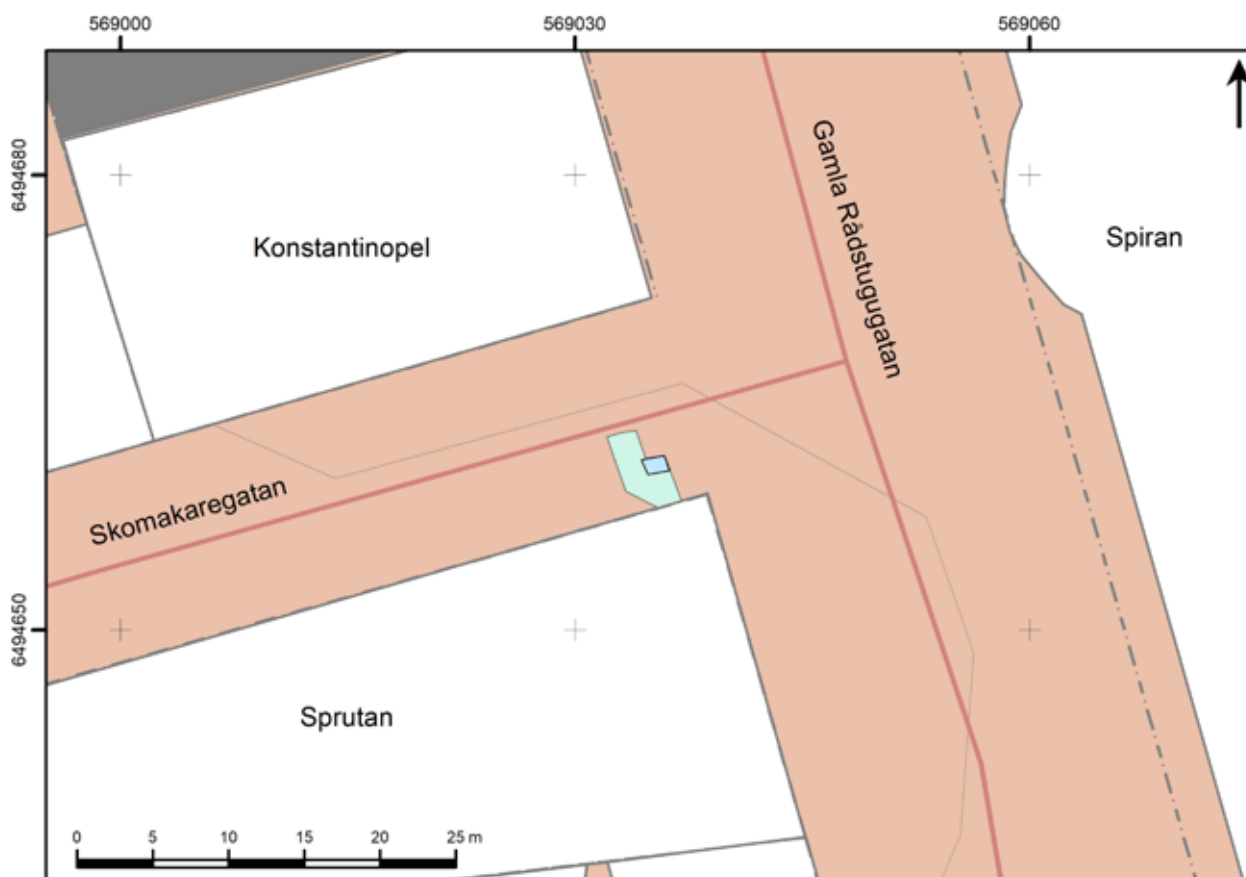 569000 569030 569060
6494680
Gamla Rådstugugatan
Konstantinopel
Spiran
Skomakaregatan
6494650
Sprutan
0 5 10 15 20 25 m